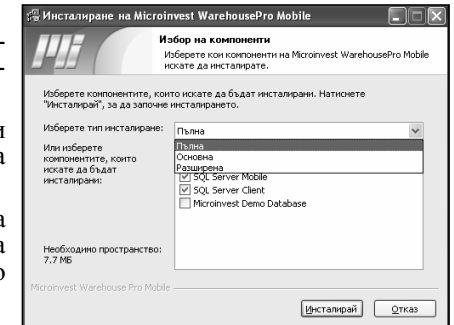 Инсталиране на Microinvest WarehousePro Mobile
Избор на компоненти
Изберете кои компоненти на Microinvest WarehousePro Mobile
искате да инсталирате.
Изберете компонентите, които искате да бъдат инсталирани. Натиснете
"Инсталирай", за да започне инсталирането.
Изберете тип инсталиране:
Пълна
Пълна
Основна
Разширена
Или изберете
компонентите, които
искате да бъдат
инсталирани:
SQL Server Mobile
SQL Server Client
Microinvest Demo Database
Необходимо пространство:
7.7 МБ
Microinvest Warehouse Pro Mobile
Инсталирай
Отказ